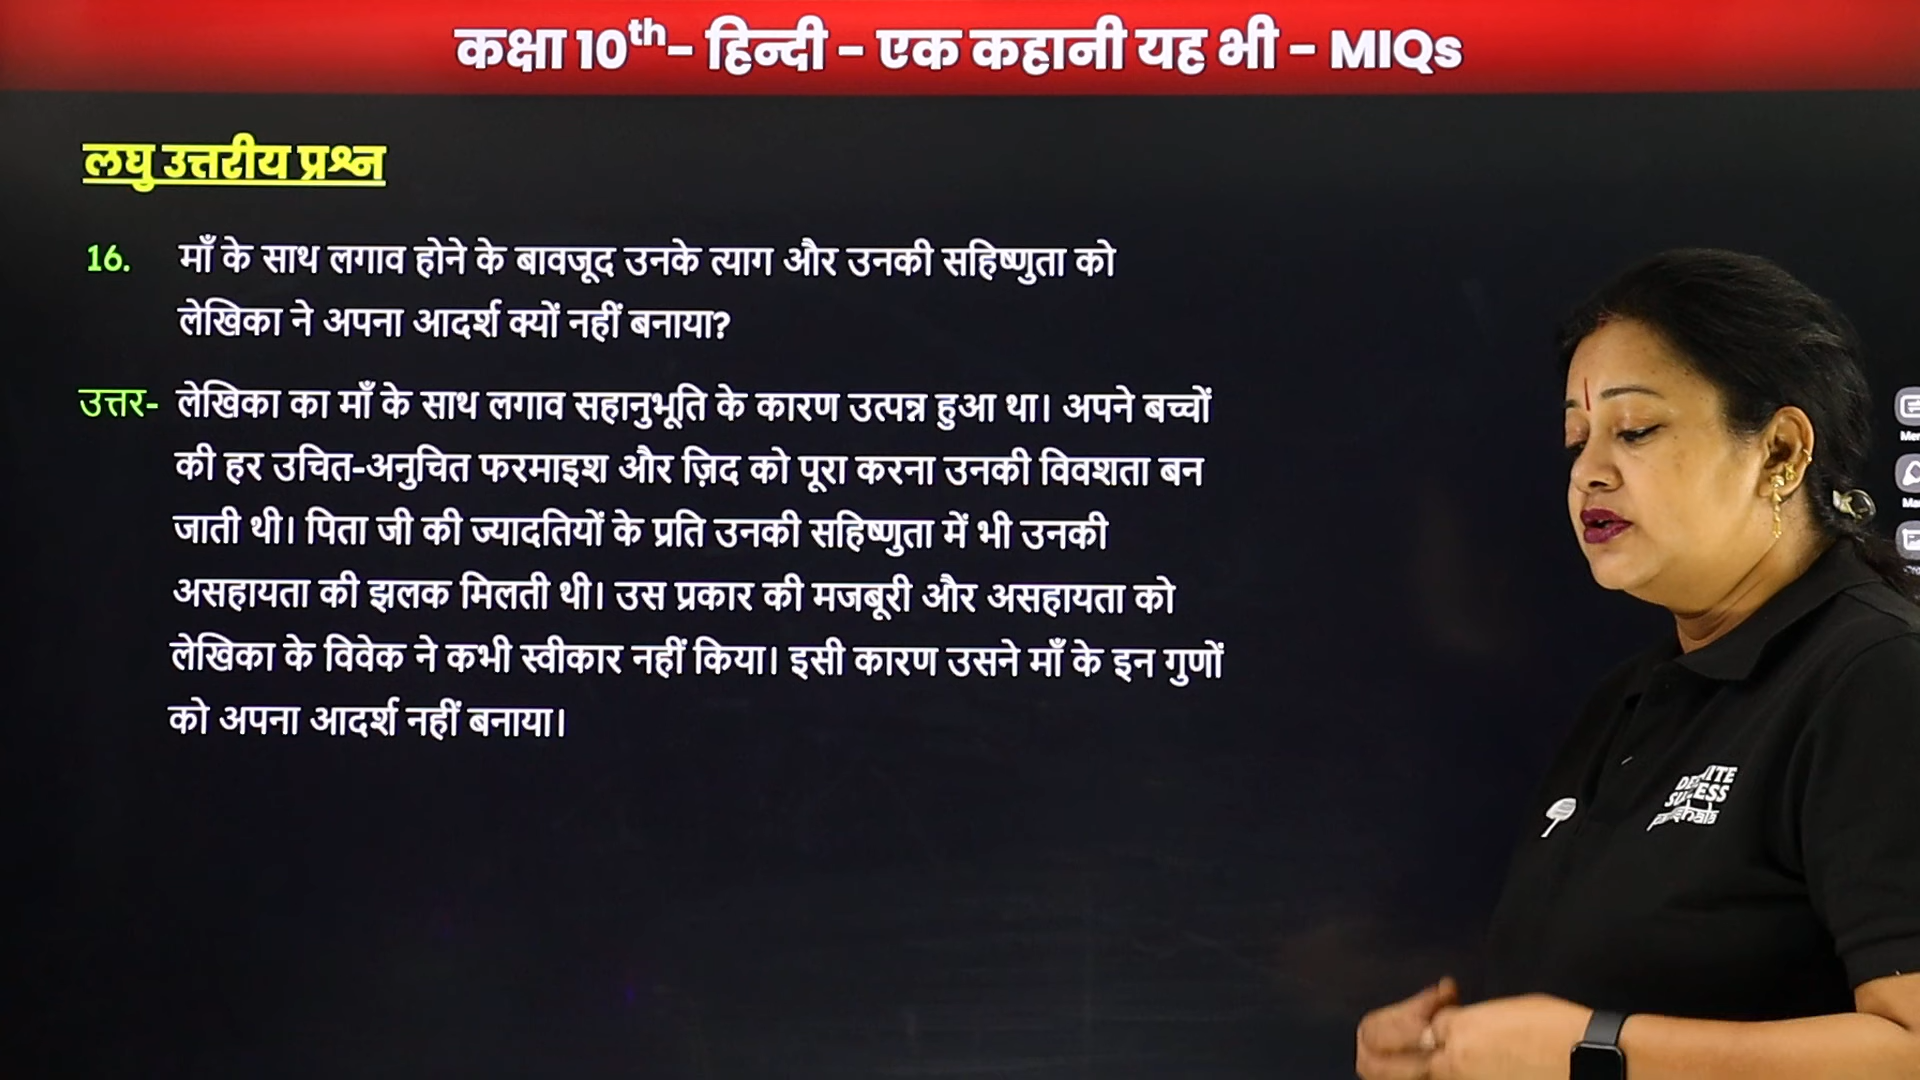 कक्षा 10th- हिन्दी - एक कहानी यह भी - MIQs
लघु उत्तरीय प्रश्न
16. माँ के साथ लगाव होने के बावजूद उनके त्याग और उनकी सहिष्णुता को
लेखिका ने अपना आदर्श क्यों नहीं बनाया?
उत्तर- लेखिका का माँ के साथ लगाव सहानुभूति के कारण उत्पन्न हुआ था। अपने बच्चों
की हर उचित-अनुचित फरमाइश और ज़िद को पूरा करना उनकी विवशता बन
जाती थी। पिता जी की ज्यादतियों के प्रति उनकी सहिष्णुता में भी उनकी
असहायता की झलक मिलती थी। उस प्रकार की मजबूरी और असहायता को
लेखिका के विवेक ने कभी स्वीकार नहीं किया। इसी कारण उसने माँ के इन गुणों
को अपना आदर्श नहीं बनाया।